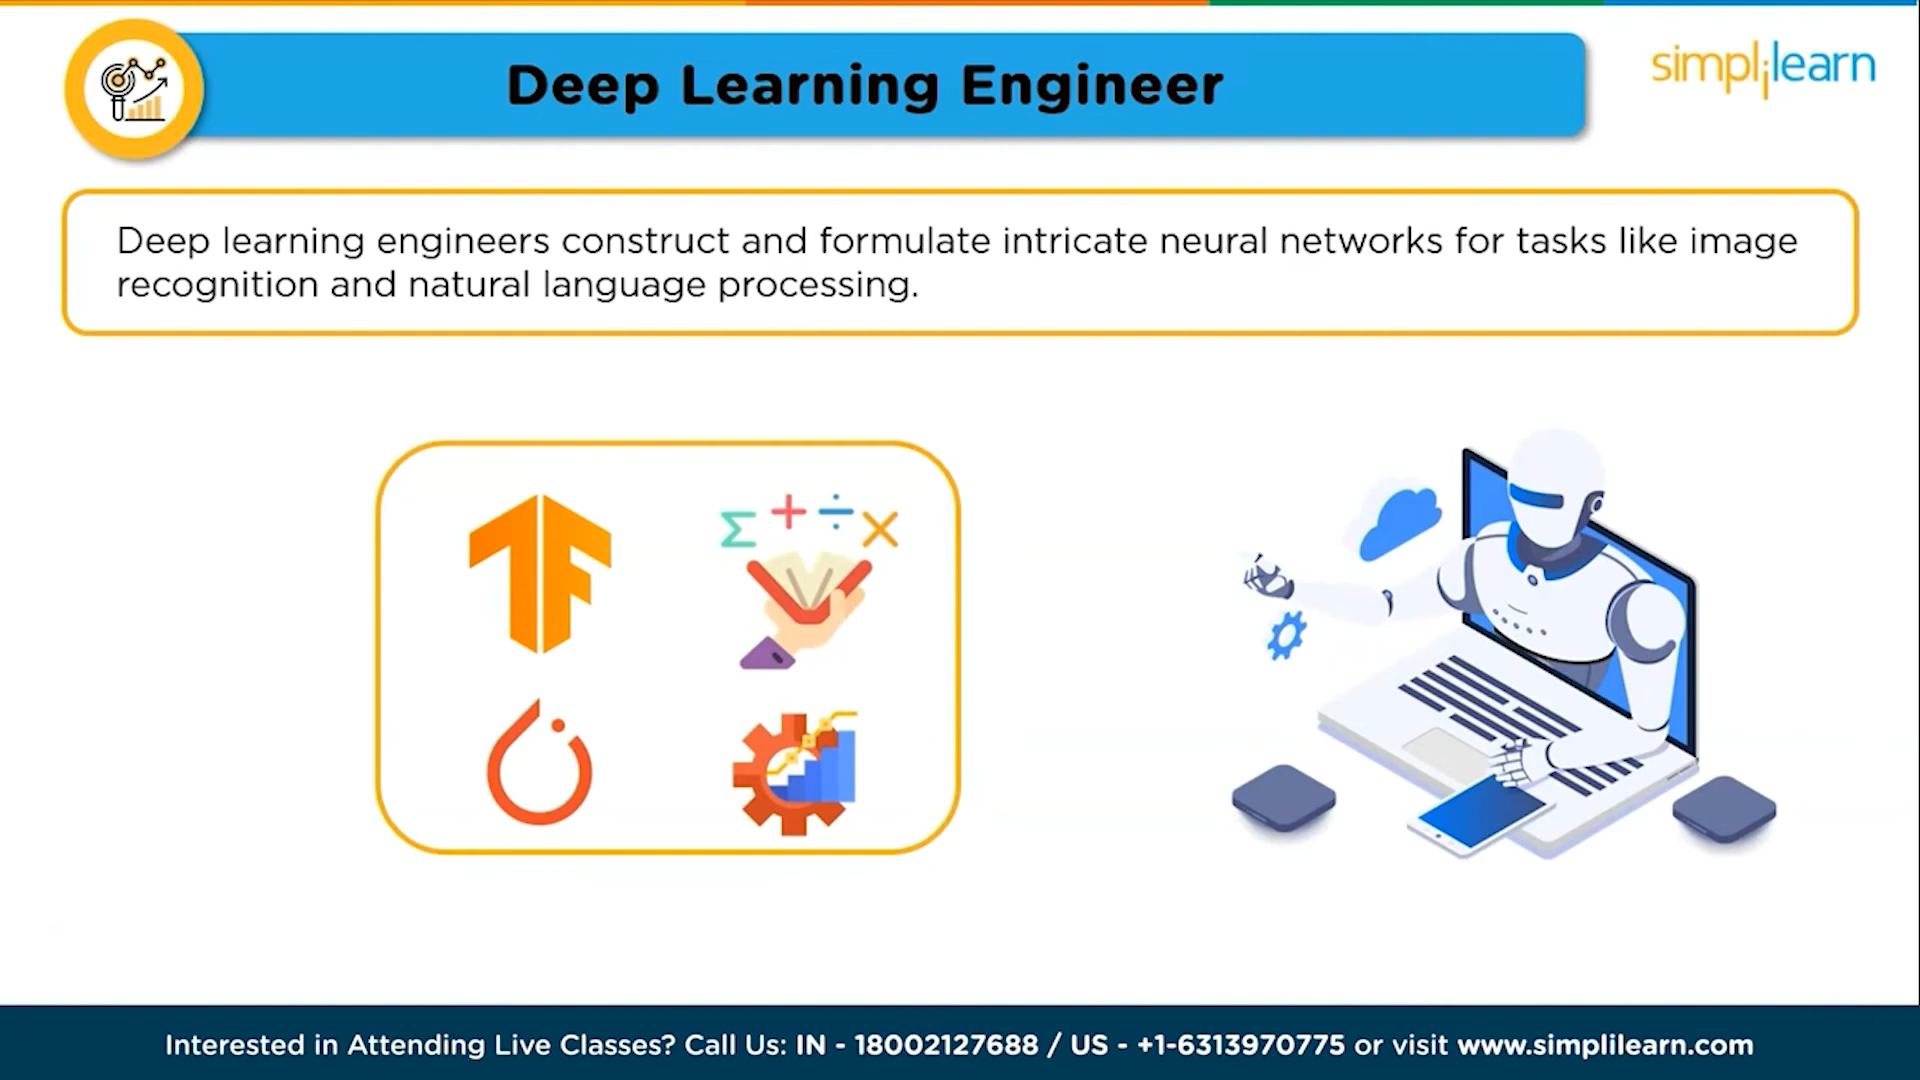 Deep Learning Engineer
simplilearn
Deep learning engineers construct and formulate intricate neural networks for tasks like image
recognition and natural language processing.
Interested in Attending Live Classes? Call Us: IN - 18002127688 / US - +1-6313970775 or visit www.simplilearn.com